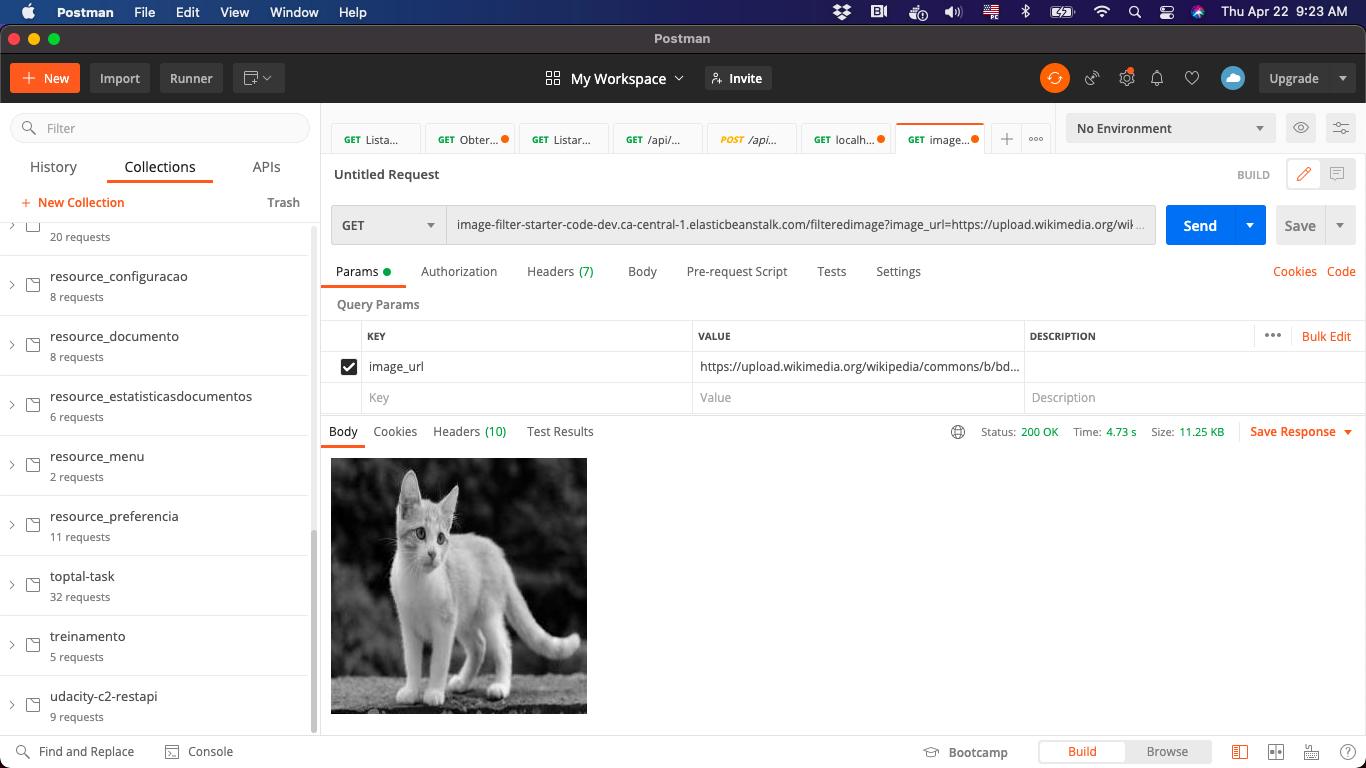 Postman File Edit View Window Help Thu Apr 22 9:23 AM
Postman
New Import Runner My Workspace Invite Upgrade
Filter
History Collections APIs
New Collection Trash
20 requests
resource_configuracao
8 requests
resource_documento
8 requests
resource_estatisticasdocumentos
6 requests
resource_menu
2 requests
resource_preferencia
11 requests
toptal-task
32 requests
treinamento
5 requests
udacity-c2-restapi
9 requests
GET Lista... GET Obter... GET Listar... GET /api/... POST /api... GET localh... GET image... No Environment
Untitled Request BUILD
GET image-filter-starter-code-dev.ca-central-1.elasticbeanstalk.com/filteredimage?image_url=https://upload.wikimedia.org/wik... Send Save
Params Authorization Headers (7) Body Pre-request Script Tests Settings Cookies Code
Query Params
KEY VALUE DESCRIPTION Bulk Edit
image_url https://upload.wikimedia.org/wikipedia/commons/b/bd...
Key Value Description
Body Cookies Headers (10) Test Results Status: 200 OK Time: 4.73 s Size: 11.25 KB Save Response
Find and Replace Console Bootcamp Build Browse